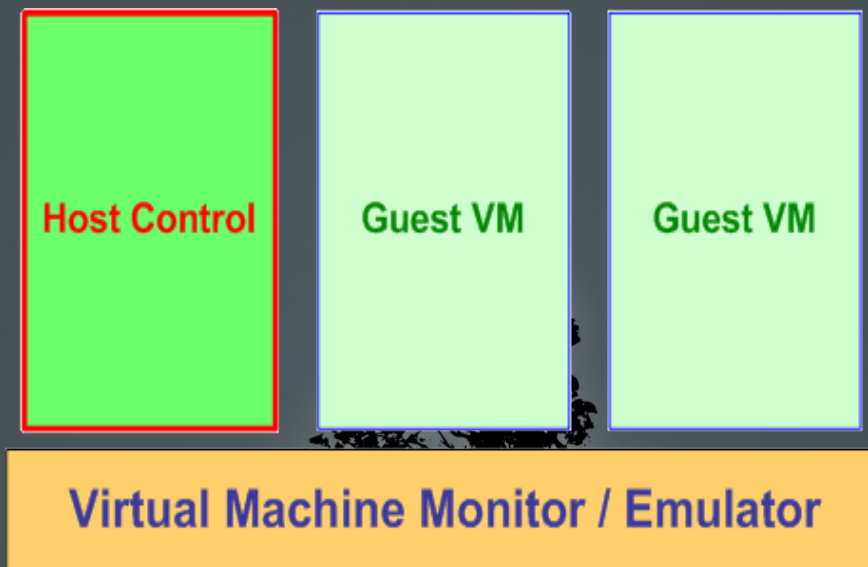 Host Control
Guest VM
Guest VM
Virtual Machine Monitor / Emulator